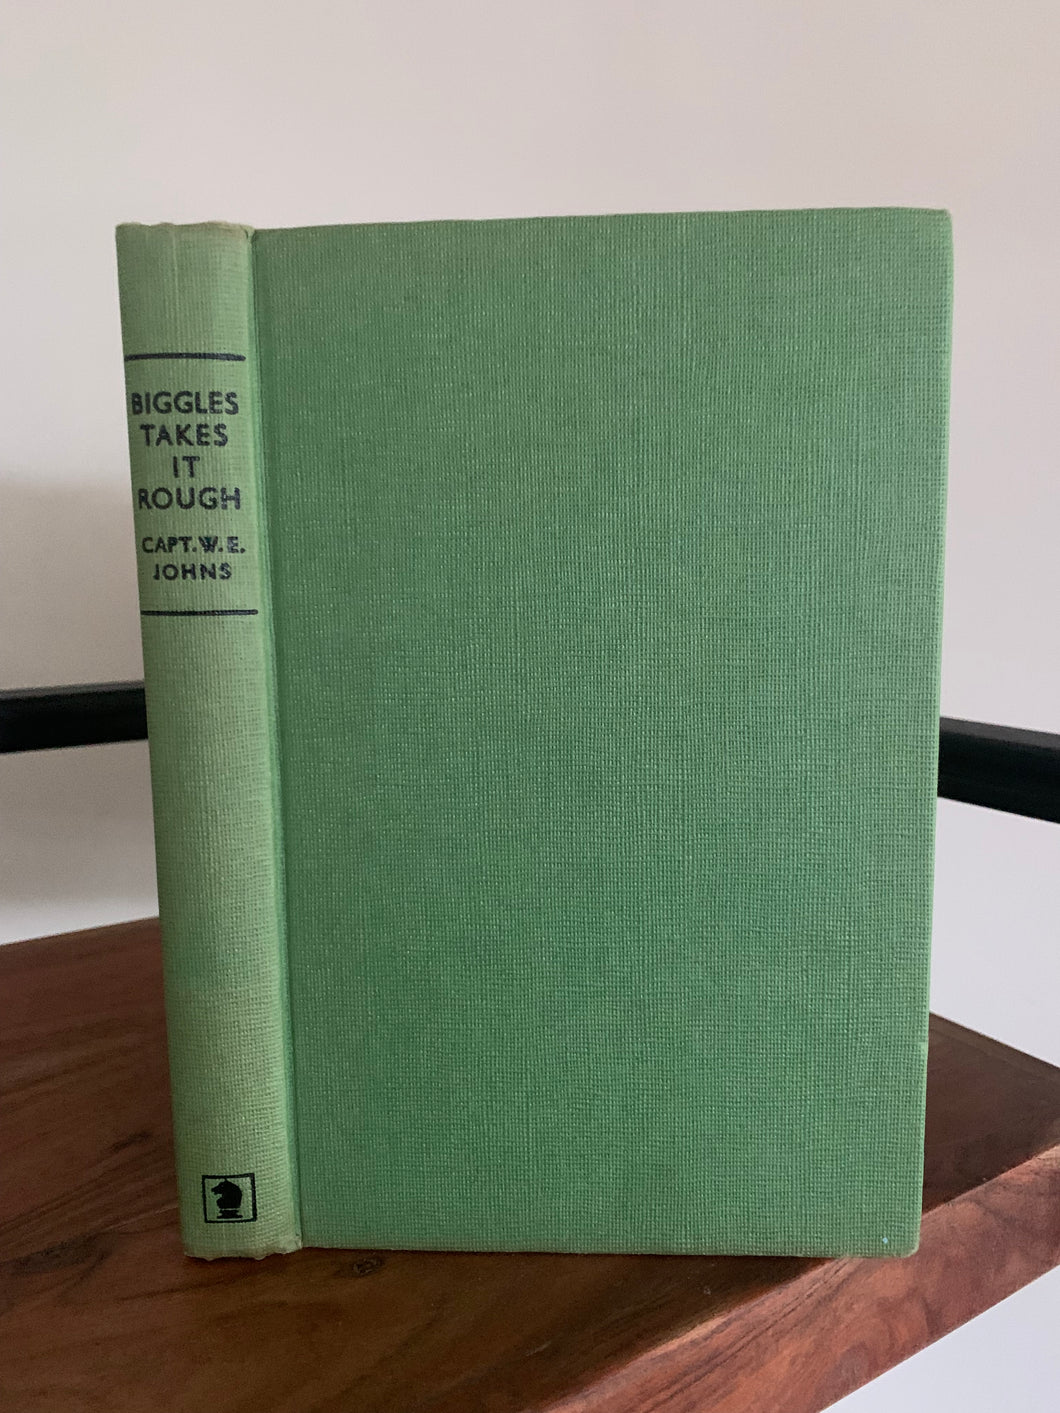 BIGGLES
TAKES
IT
ROUGH
CAPT.W.E.
JOHNS